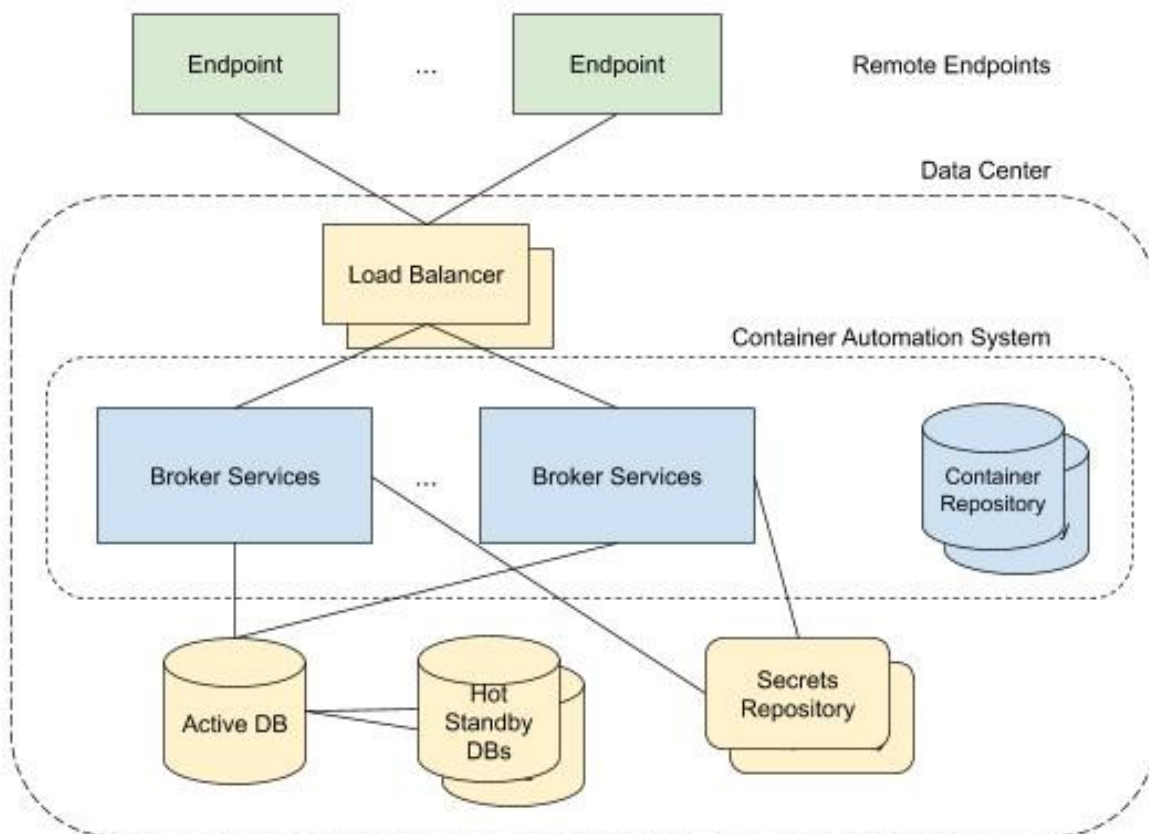 Endpoint
...
Endpoint
Remote Endpoints
Data Center
Load Balancer
Container Automation System
Broker Services
...
Broker Services
Container
Repository
Active DB
Hot
Standby
DBs
Secrets
Repository